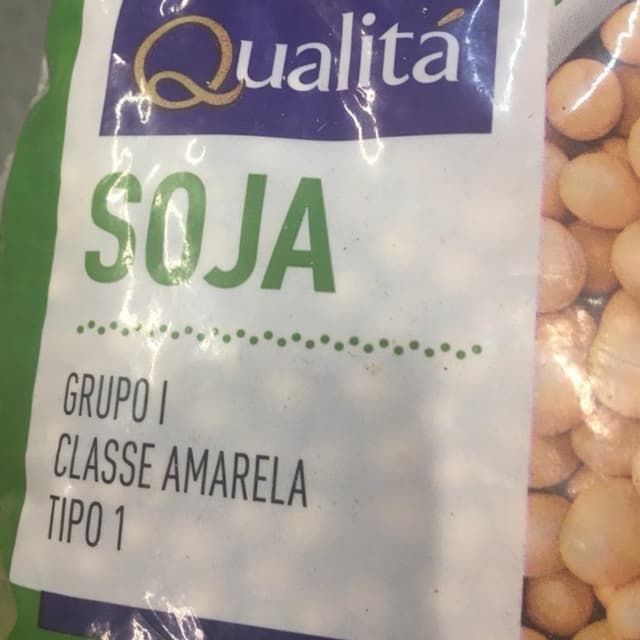 Qualitá
SOJA
GRUPO I
CLASSE AMARELA
TIPO 1